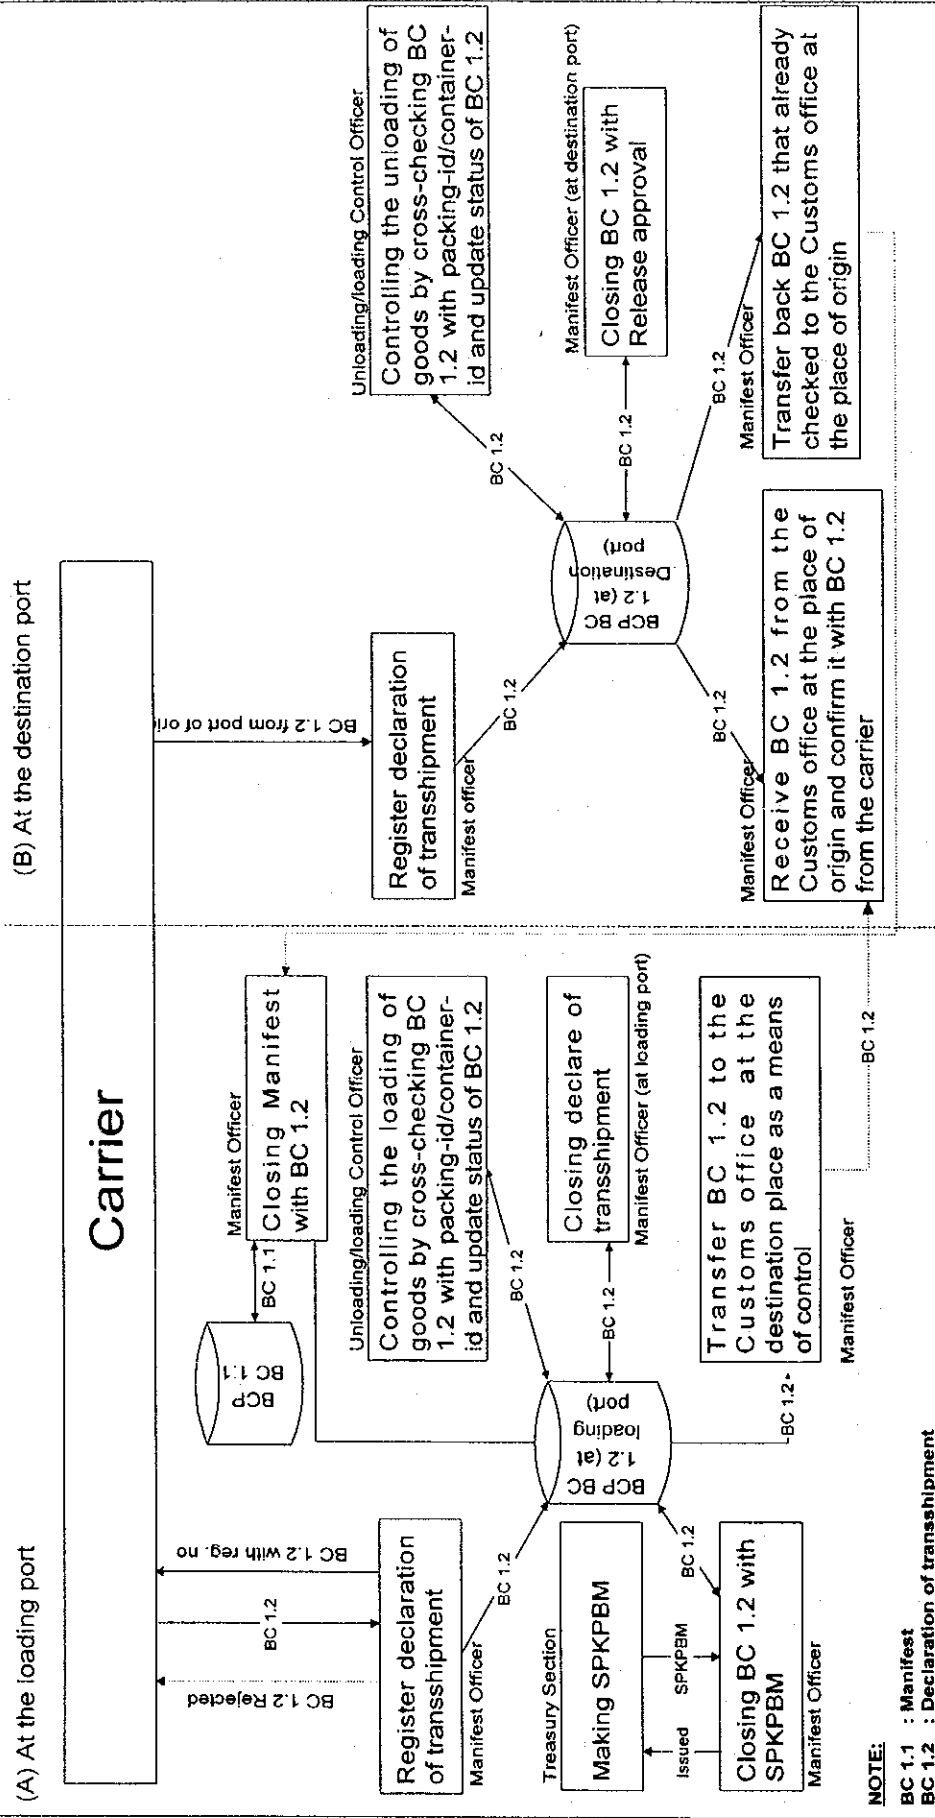 (A) At the loading port
(B) At the destination port
Carrier
BC 1.2 Rejected
BC 1.2
BC 1.2 with reg. no
Register declaration
of transshipment
Manifest Officer
BC 1.2
Treasury Section
Making SPKPBM
Issued
SPKPBM
Closing BC 1.2 with
SPKPBM
Manifest Officer
BC 1.2
BCP
BC 1.1
BC 1.1
Manifest Officer
Closing Manifest
with BC 1.2
BCP BC
1.2 (at
loading
port)
Unloading/loading Control Officer
Controlling the loading of
goods by cross-checking BC
1.2 with packing-id/container-
id and update status of BC 1.2
BC 1.2
BC 1.2
Closing declare of
transshipment
Manifest Officer (at loading port)
BC 1.2
Transfer BC 1.2 to the
Customs office at the
destination place as a means
of control
Manifest Officer
BC 1.2
BC 1.2 from port of ori
Register declaration
of transshipment
Manifest officer
BC 1.2
BCP BC
1.2 (at
Destination
port)
Unloading/loading Control Officer
Controlling the unloading of
goods by cross-checking BC
1.2 with packing-id/container-
id and update status of BC 1.2
BC 1.2
Manifest Officer (at destination port)
Closing BC 1.2 with
Release approval
BC 1.2
BC 1.2
Manifest Officer
Receive BC 1.2 from the
Customs office at the place of
origin and confirm it with BC 1.2
from the carrier
BC 1.2
Manifest Officer
Transfer back BC 1.2 that already
checked to the Customs office at
the place of origin
NOTE:
BC 1.1 : Manifest
BC 1.2 : Declaration of transshipment